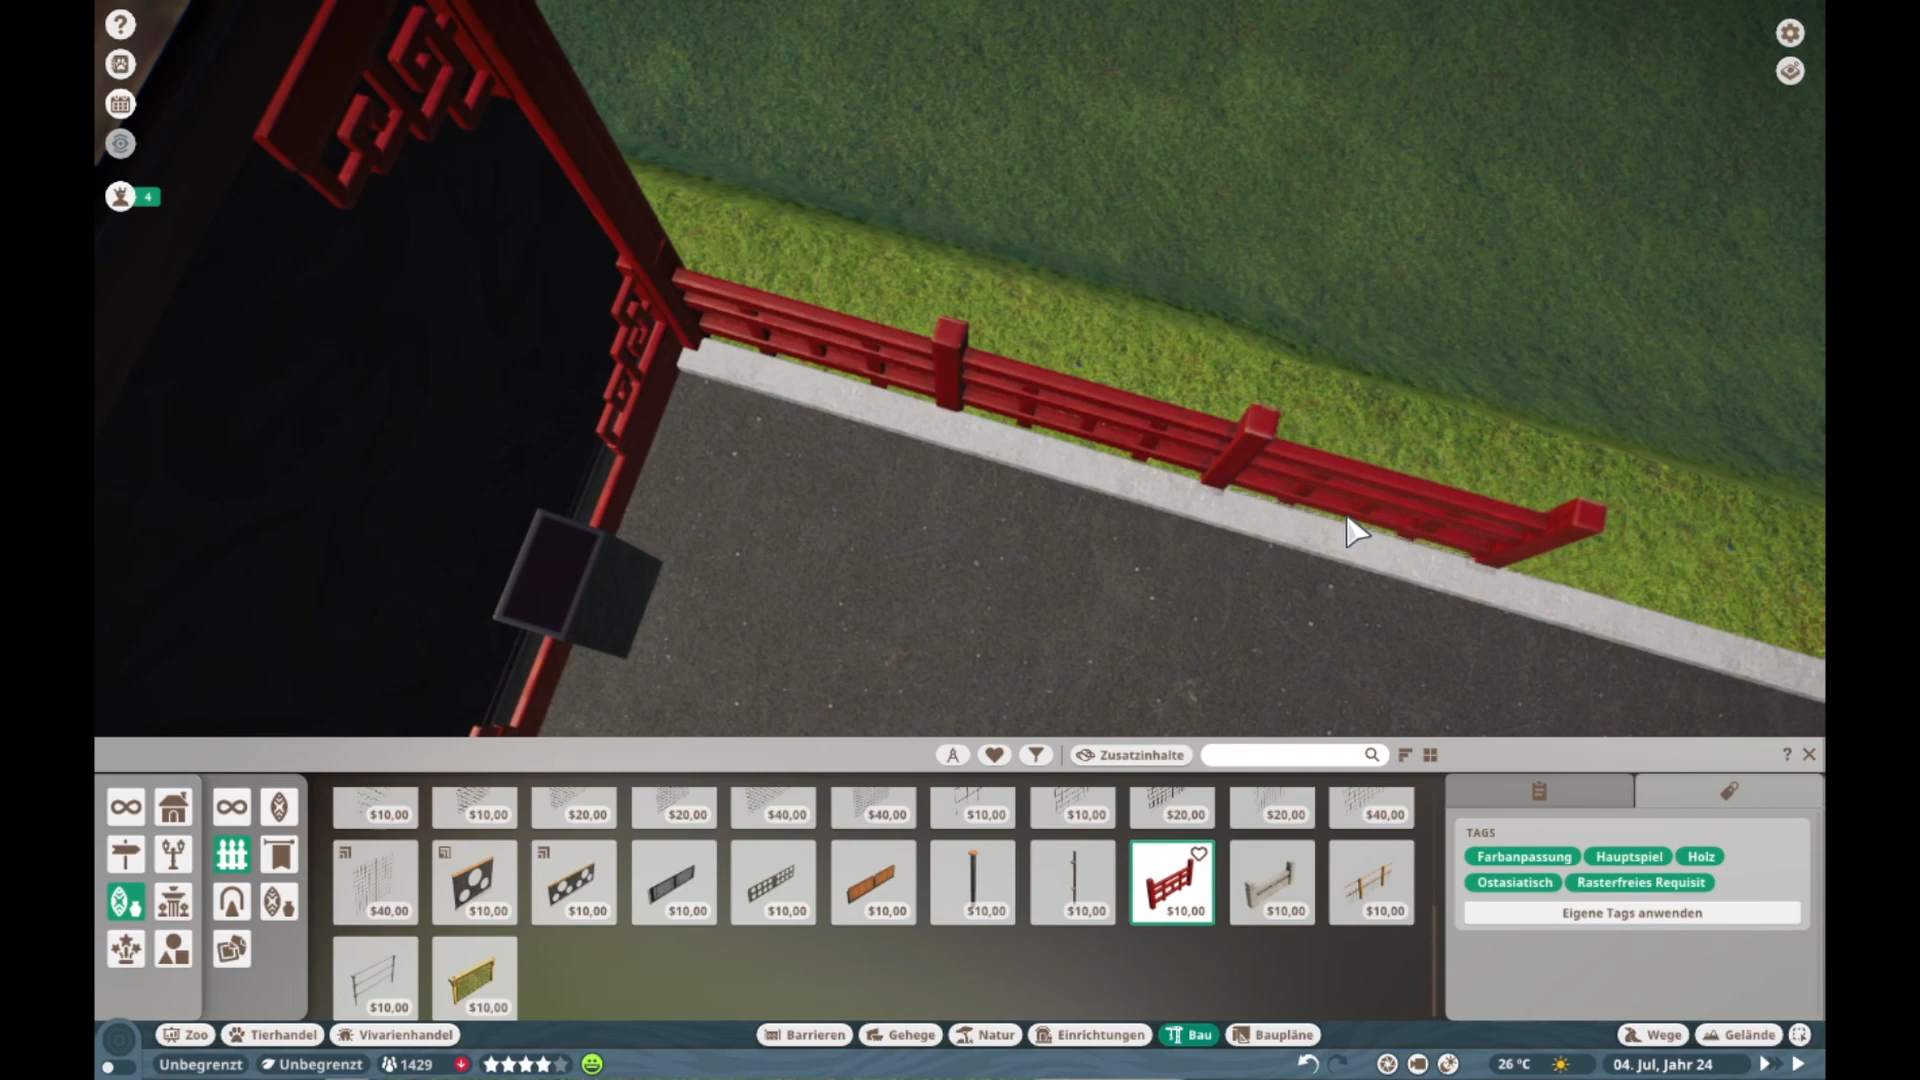 ?
4
Zusatzinhalte
?
$10,00 $10,00 $20,00 $20,00 $40,00 $40,00 $10,00 $10,00 $20,00 $20,00 $40,00
$40,00 $10,00 $10,00 $10,00 $10,00 $10,00 $10,00 $10,00 $10,00 $10,00 $10,00
$10,00 $10,00
TAGS
Farbanpassung Hauptspiel Holz
Ostasiatisch Rasterfreies Requisit
Eigene Tags anwenden
Zoo Tierhandel Vivarienhandel Barrieren Gehege Natur Einrichtungen Bau Baupläne Wege Gelände
Unbegrenzt Unbegrenzt 1429 26 °C 04. Jul, Jahr 24